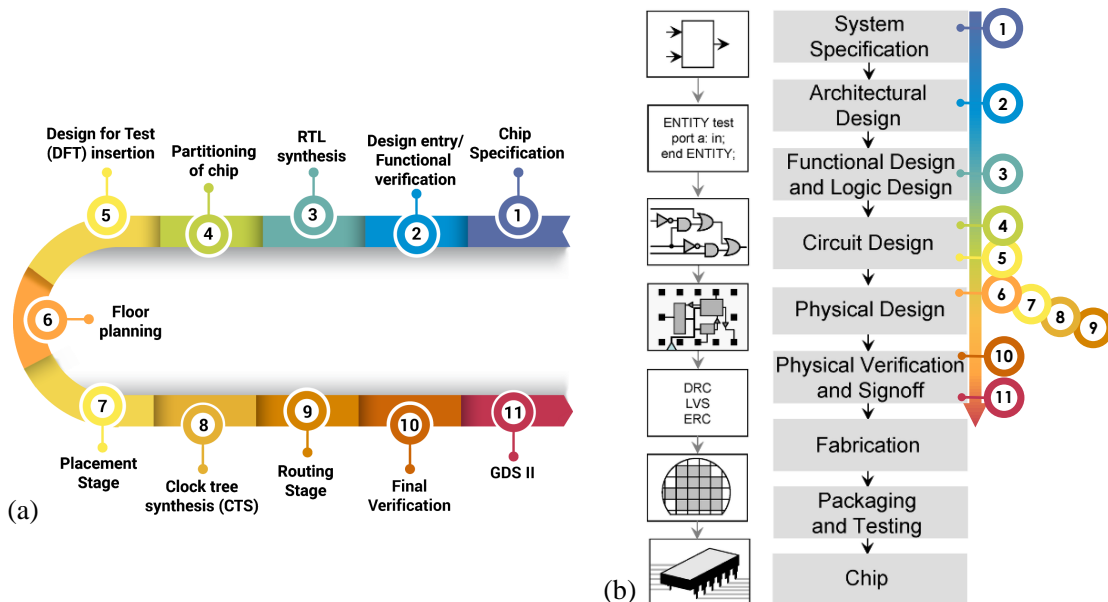 Design for Test
(DFT) insertion
Partitioning
of chip
RTL
synthesis
Design entry/
Functional
verification
Chip
Specification
5
4
3
2
1
6
Floor
planning
7
8
9
10
11
Placement
Stage
Clock tree
synthesis (CTS)
Routing
Stage
Final
Verification
GDS II
(a)
ENTITY test
port a: in;
end ENTITY;
DRC
LVS
ERC
System
Specification
1
Architectural
Design
2
Functional Design
and Logic Design
3
Circuit Design
4
5
Physical Design
6
7
8
9
Physical Verification
and Signoff
10
11
Fabrication
Packaging
and Testing
Chip
(b)